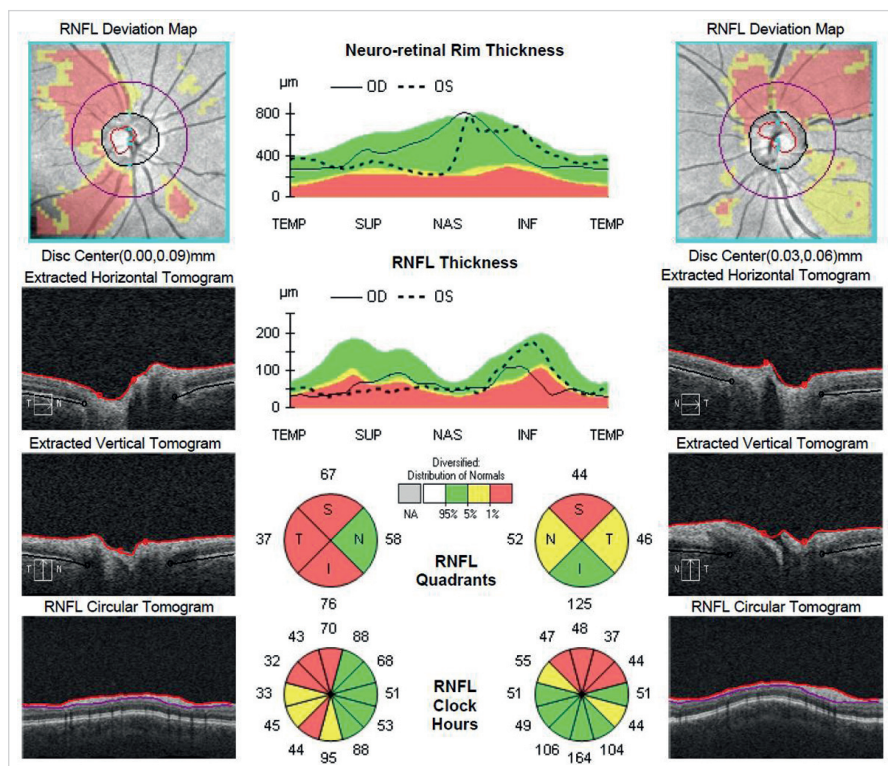 RNFL Deviation Map
Disc Center(0.00,0.09)mm
Extracted Horizontal Tomogram
T N
Extracted Vertical Tomogram
T N
RNFL Circular Tomogram
Neuro-retinal Rim Thickness
µm
OD OS
800
400
0
TEMP SUP NAS INF TEMP
RNFL Thickness
µm
OD OS
200
100
0
TEMP SUP NAS INF TEMP
Diversified:
Distribution of Normals
NA 95% 5% 1%
RNFL
Quadrants
67
S
37 T N 58
I
76
44
S
52 N T 46
I
125
RNFL
Clock
Hours
70
43 88
32 68
33 51
45 53
44 88
95
48
47 37
55 44
51 51
49 44
106 104
164
RNFL Deviation Map
Disc Center(0.03,0.06)mm
Extracted Horizontal Tomogram
N T
Extracted Vertical Tomogram
N T
RNFL Circular Tomogram